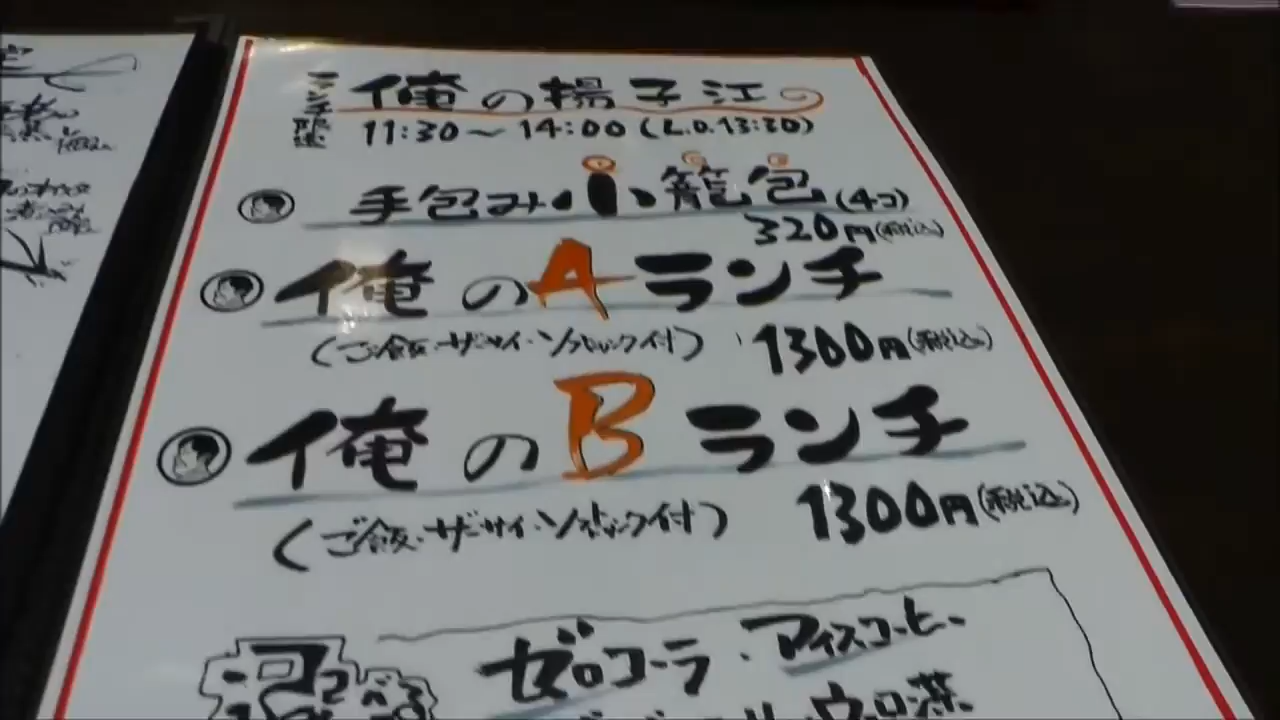 ランチ限定
俺の揚子江
11:30～14:00(L.O.13:30)
手包み小籠包(4コ)
320円(税込)
俺のAランチ
(ご飯・ザーサイ・ソフトドリンク付)
1300円(税込)
俺のBランチ
(ご飯・ザーサイ・ソフトドリンク付)
1300円(税込)
ゼロコーラ・アイスコーヒー
ウーロン茶